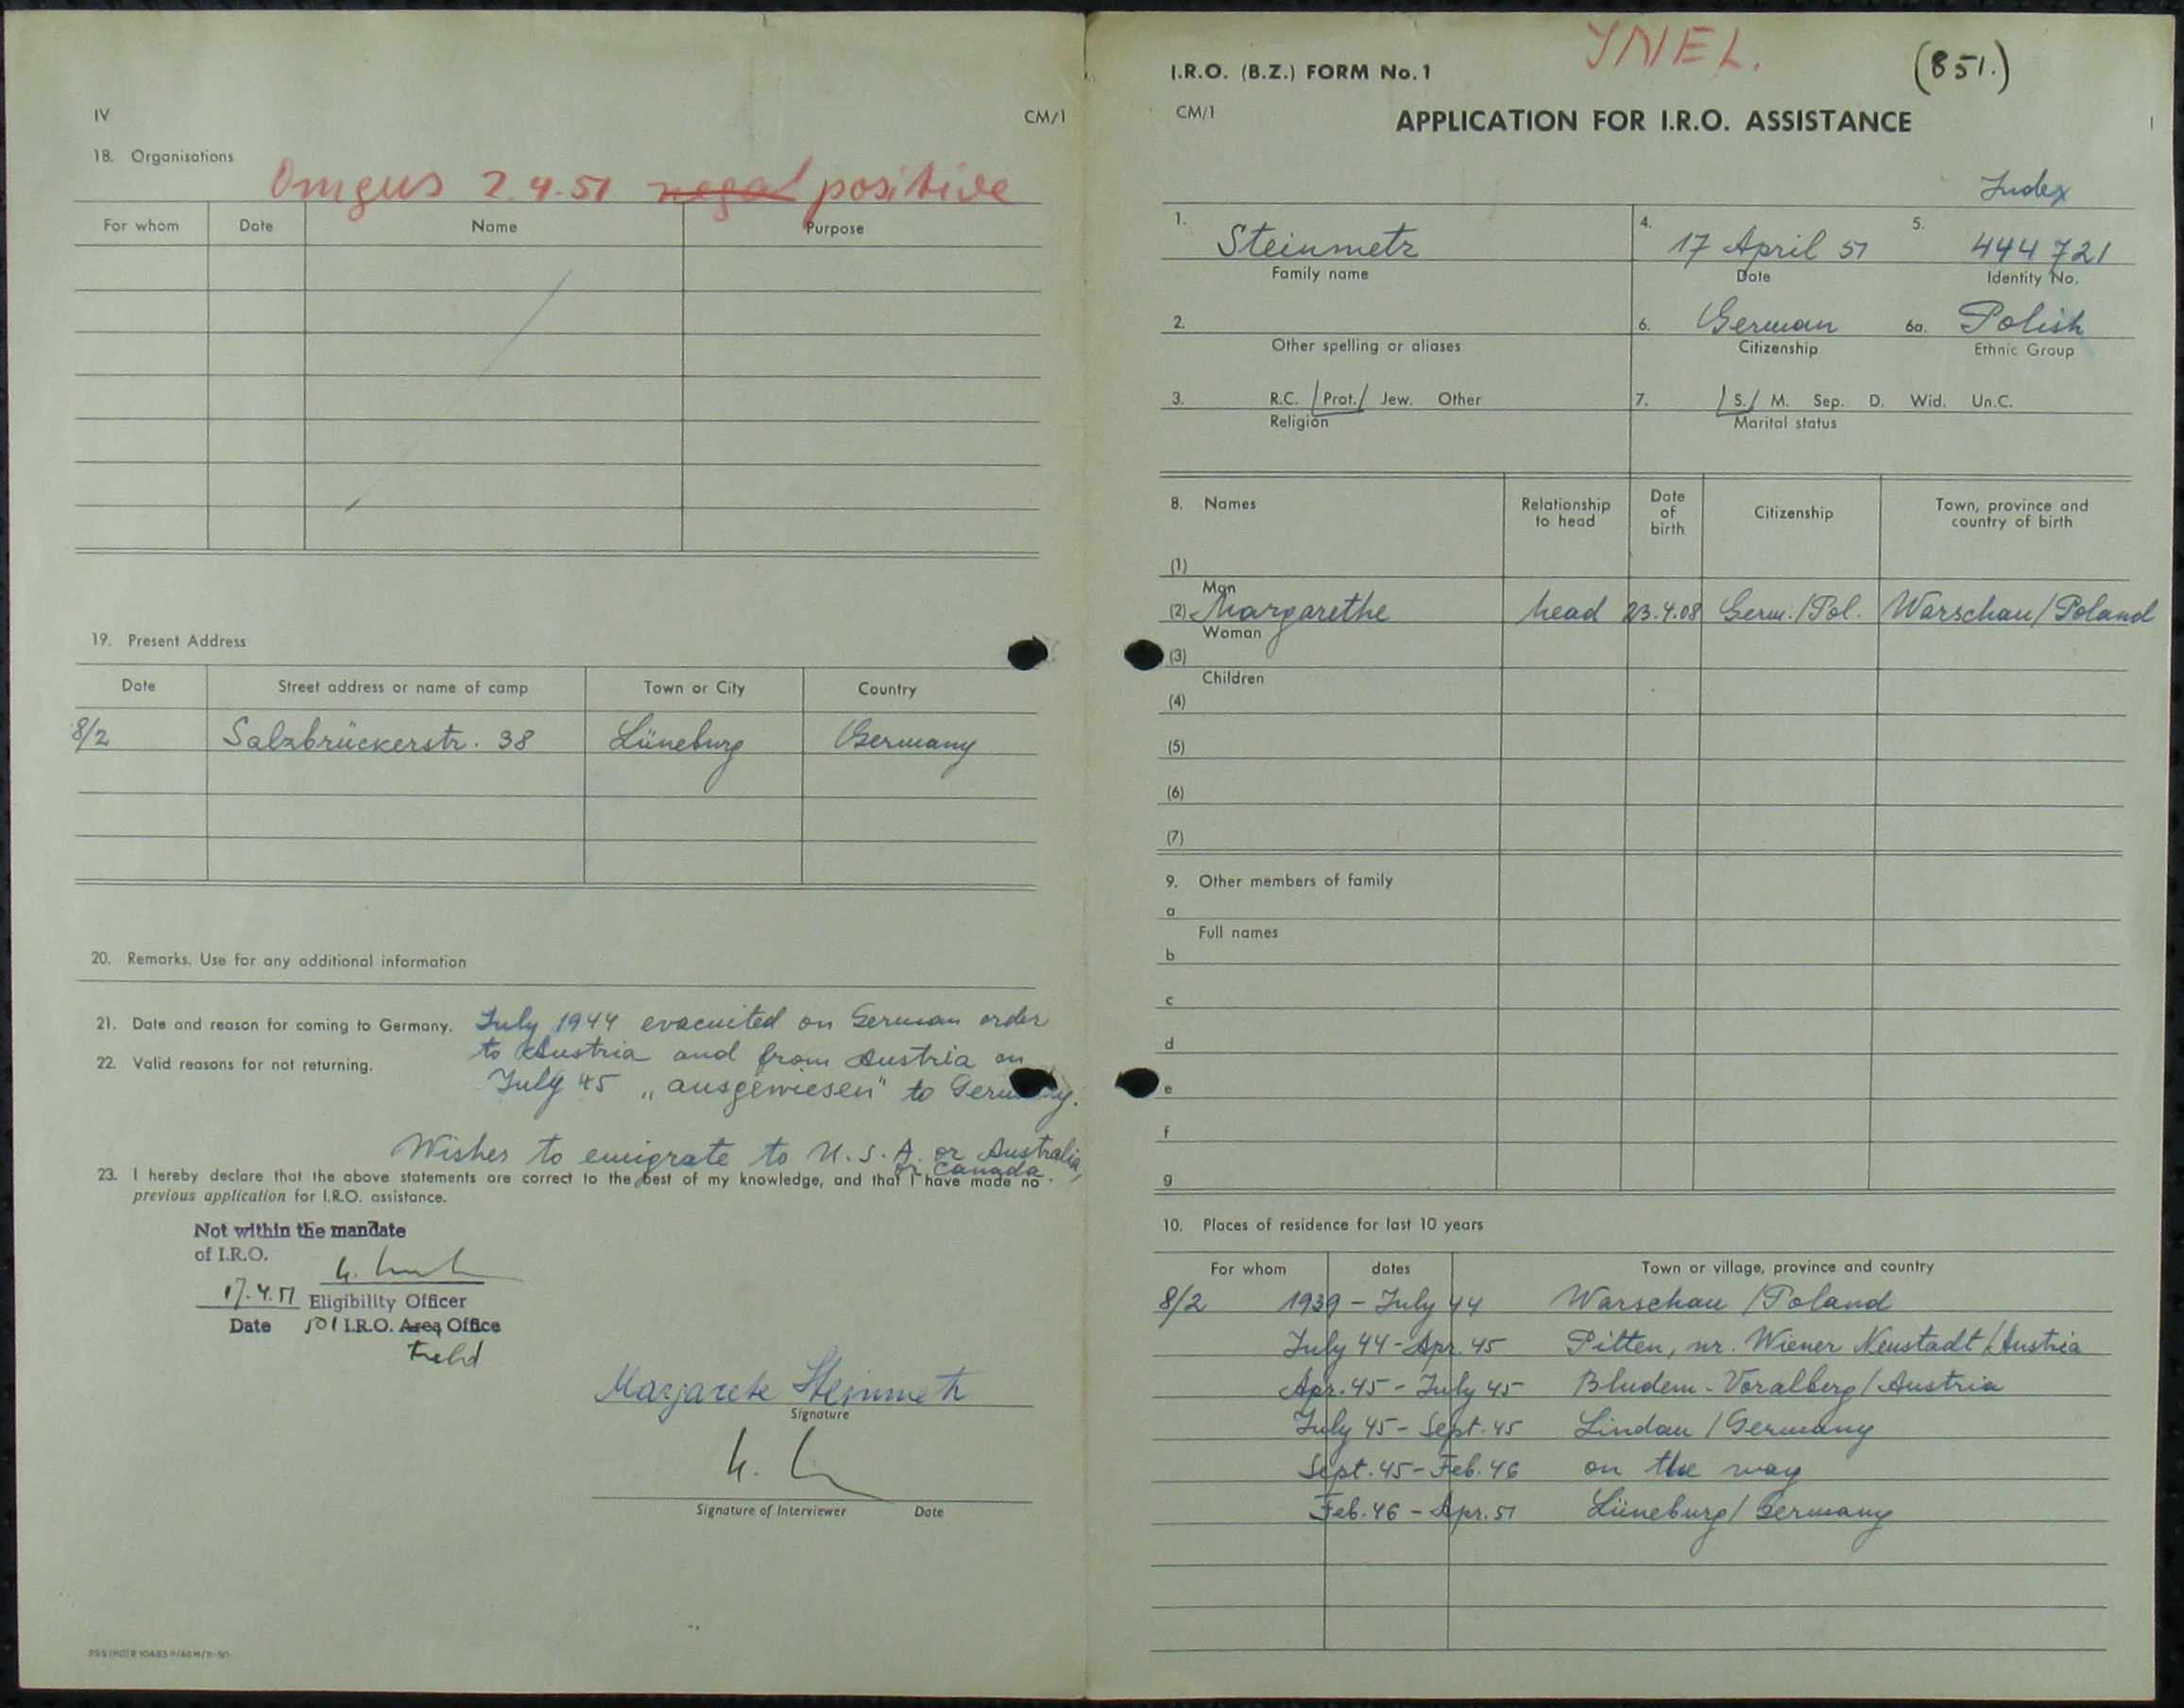 IV
CM/1
18. Organisations
Omgus 2.4.51 negat positive
For whom Date Name Purpose
19. Present Address
Date Street address or name of camp Town or City Country
8/2 Salzbrückerstr. 38 Lüneburg Germany
20. Remarks. Use for any additional information
21. Date and reason for coming to Germany. July 1944 evacuited on German order
to Austria and from Austria on
22. Valid reasons for not returning.
July 45 „ausgewiesen" to Germany.
Wishes to emigrate to U.S.A. or Australia,
or Canada.
23. I hereby declare that the above statements are correct to the best of my knowledge, and that I have made no
previous application for I.R.O. assistance.
Not within the mandate
of I.R.O.
17.4.51 Eligibility Officer
Date 501 I.R.O. Area Office
Field
Margarete Steinmetz
Signature
Signature of Interviewer Date
I.R.O. (B.Z.) FORM No. 1
YNEL.
(851.)
CM/1
APPLICATION FOR I.R.O. ASSISTANCE
I
Index
1. Steinmetz
Family name
4. 17 April 51
Date
5. 444 721
Identity No.
2.
Other spelling or aliases
6. German
Citizenship
6a. Polish
Ethnic Group
3. R.C. /Prot./ Jew. Other
Religion
7. /S./ M. Sep. D. Wid. Un.C.
Marital status
8. Names Relationship to head Date of birth Citizenship Town, province and country of birth
(1)
Man
(2) Margarethe head 23.4.08 Germ./Pol. Warschau/Poland
Woman
(3)
Children
(4)
(5)
(6)
(7)
9. Other members of family
a
Full names
b
c
d
e
f
g
10. Places of residence for last 10 years
For whom dates Town or village, province and country
8/2 1939 - July 44 Warschau /Poland
July 44 - Apr. 45 Pitten, nr. Wiener Neustadt /Austria
Apr. 45 - July 45 Bludem - Voralberg / Austria
July 45 - Sept. 45 Lindau / Germany
Sept. 45 - Feb. 46 on the way
Feb. 46 - Apr. 51 Lüneburg / Germany